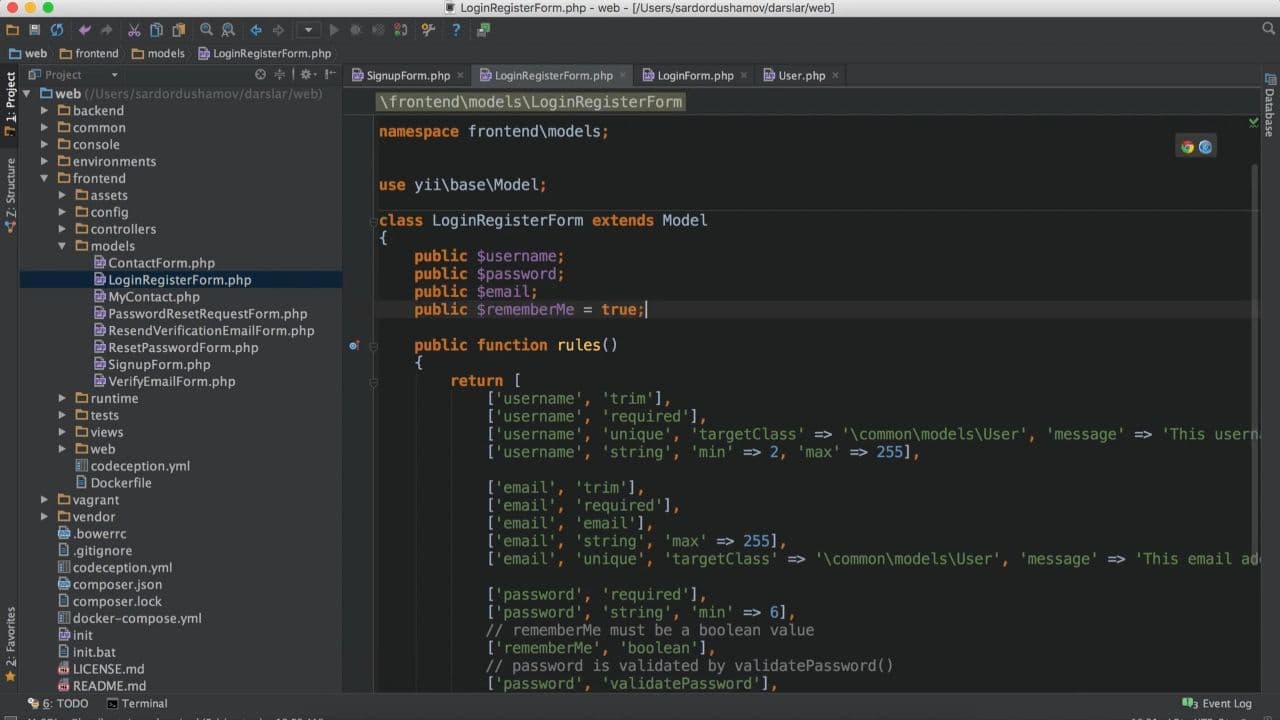 LoginRegisterForm.php - web - [/Users/sardordushamov/darslar/web]
web frontend models LoginRegisterForm.php
Project
SignupForm.php LoginRegisterForm.php LoginForm.php User.php
1: Project
Z: Structure
2: Favorites
Database
web (/Users/sardordushamov/darslar/web)
backend
common
console
environments
frontend
assets
config
controllers
models
ContactForm.php
LoginRegisterForm.php
MyContact.php
PasswordResetRequestForm.php
ResendVerificationEmailForm.php
ResetPasswordForm.php
SignupForm.php
VerifyEmailForm.php
runtime
tests
views
web
codeception.yml
Dockerfile
vagrant
vendor
.bowerrc
.gitignore
codeception.yml
composer.json
composer.lock
docker-compose.yml
init
init.bat
LICENSE.md
README.md
\frontend\models\LoginRegisterForm
namespace frontend\models;
use yii\base\Model;
class LoginRegisterForm extends Model
{
public $username;
public $password;
public $email;
public $rememberMe = true;
public function rules()
{
return [
['username', 'trim'],
['username', 'required'],
['username', 'unique', 'targetClass' => '\common\models\User', 'message' => 'This usern
['username', 'string', 'min' => 2, 'max' => 255],
['email', 'trim'],
['email', 'required'],
['email', 'email'],
['email', 'string', 'max' => 255],
['email', 'unique', 'targetClass' => '\common\models\User', 'message' => 'This email ad
['password', 'required'],
['password', 'string', 'min' => 6],
// rememberMe must be a boolean value
['rememberMe', 'boolean'],
// password is validated by validatePassword()
['password', 'validatePassword'],
6: TODO Terminal Event Log